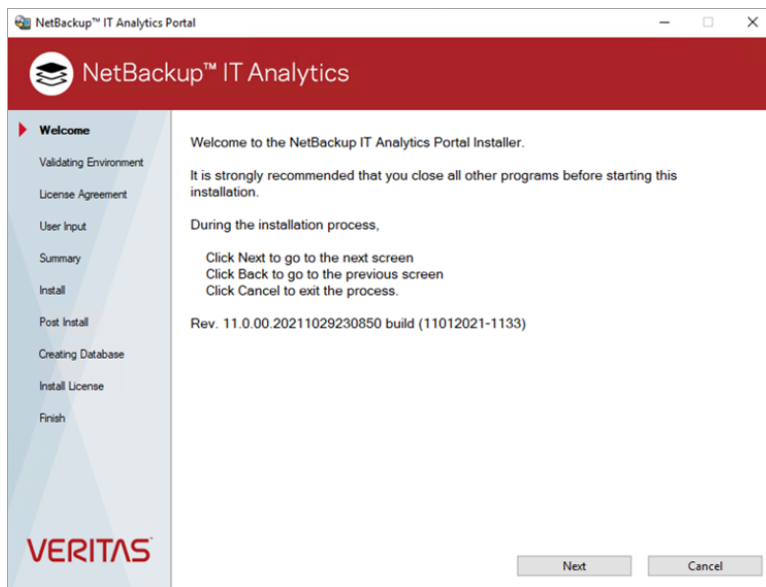 NetBackup™ IT Analytics Portal
NetBackup™ IT Analytics
Welcome
Validating Environment
License Agreement
User Input
Summary
Install
Post Install
Creating Database
Install License
Finish
VERITAS
Welcome to the NetBackup IT Analytics Portal Installer.
It is strongly recommended that you close all other programs before starting this
installation.
During the installation process,
Click Next to go to the next screen
Click Back to go to the previous screen
Click Cancel to exit the process.
Rev. 11.0.00.20211029230850 build (11012021-1133)
Next
Cancel